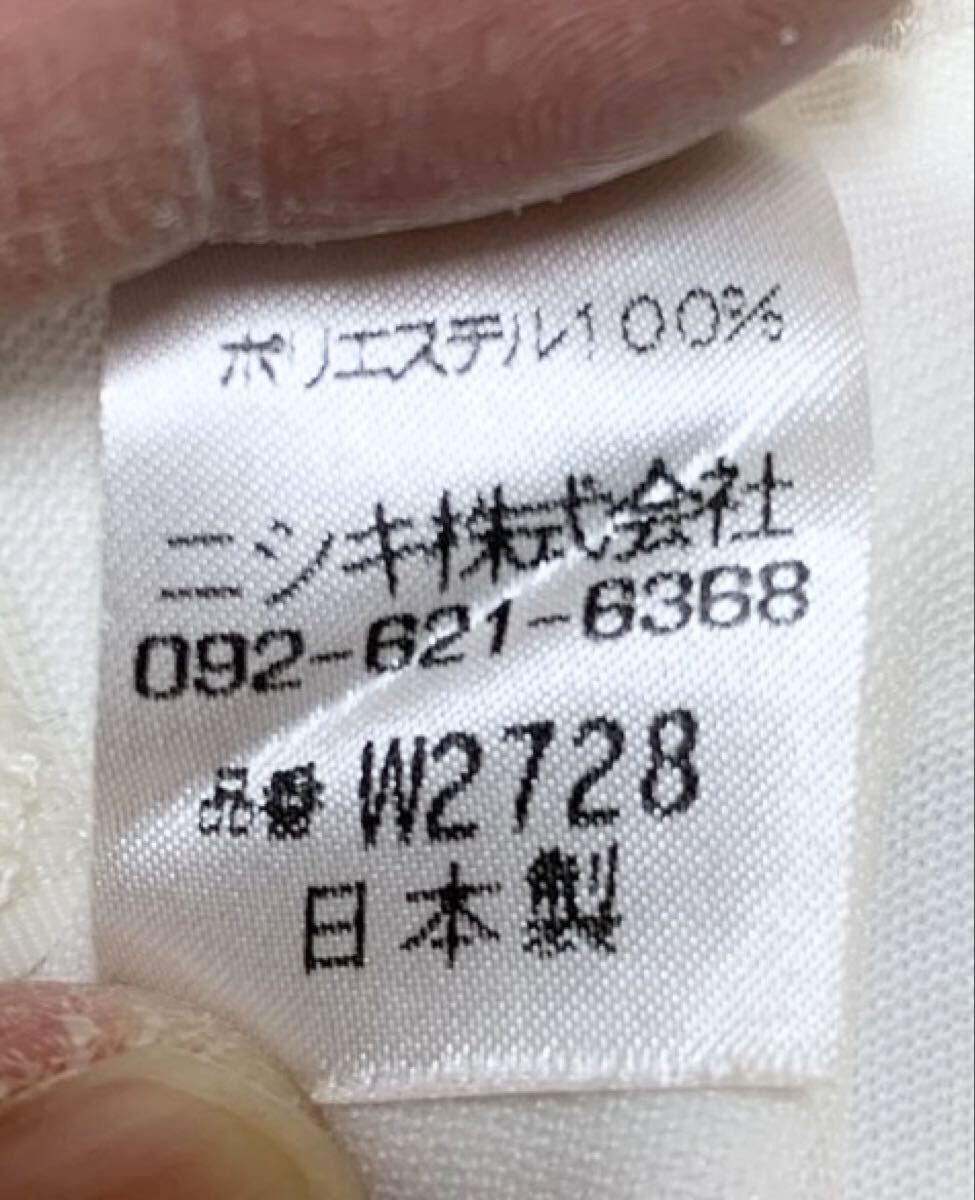 ポリエステル100%
ニシキ株式会社
092-621-6368
品番 W2728
日本製